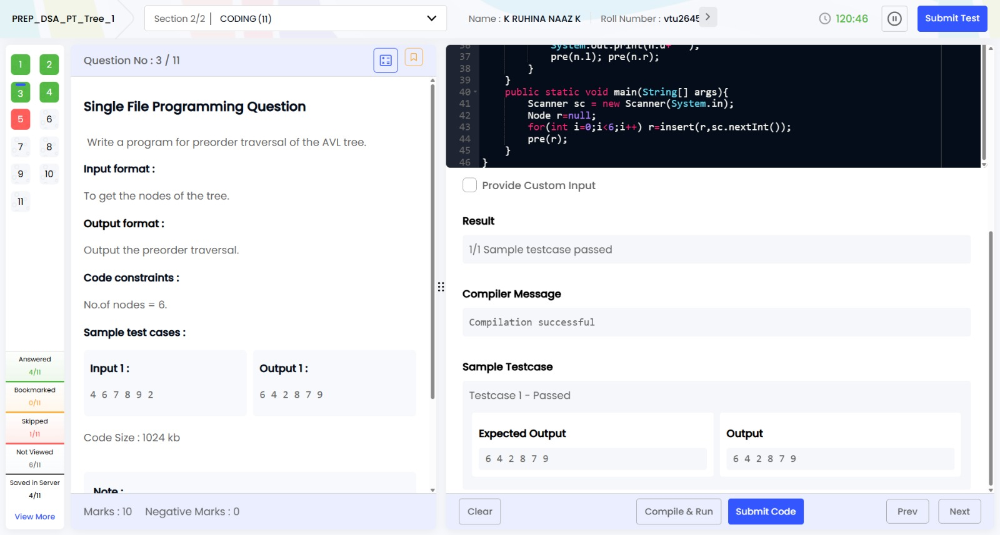 PREP_DSA_PT_Tree_1
Section 2/2 | CODING (11)
Name : K RUHINA NAAZ K
Roll Number : vtu2645
120:46
Submit Test
1 2
3 4
5 6
7 8
9 10
11
Answered
4/11
Bookmarked
0/11
Skipped
1/11
Not Viewed
6/11
Saved in Server
4/11
View More
Question No : 3 / 11
Single File Programming Question
Write a program for preorder traversal of the AVL tree.
Input format :
To get the nodes of the tree.
Output format :
Output the preorder traversal.
Code constraints :
No.of nodes = 6.
Sample test cases :
Input 1 :
4 6 7 8 9 2
Output 1 :
6 4 2 8 7 9
Code Size : 1024 kb
Note :
Marks : 10 Negative Marks : 0
36 System.out.print(
37 pre(n.l); pre(n.r);
38 }
39 }
40 public static void main(String[] args){
41 Scanner sc = new Scanner(System.in);
42 Node r=null;
43 for(int i=0;i<6;i++) r=insert(r,sc.nextInt());
44 pre(r);
45 }
46 }
Provide Custom Input
Result
1/1 Sample testcase passed
Compiler Message
Compilation successful
Sample Testcase
Testcase 1 - Passed
Expected Output
6 4 2 8 7 9
Output
6 4 2 8 7 9
Clear
Compile & Run
Submit Code
Prev
Next